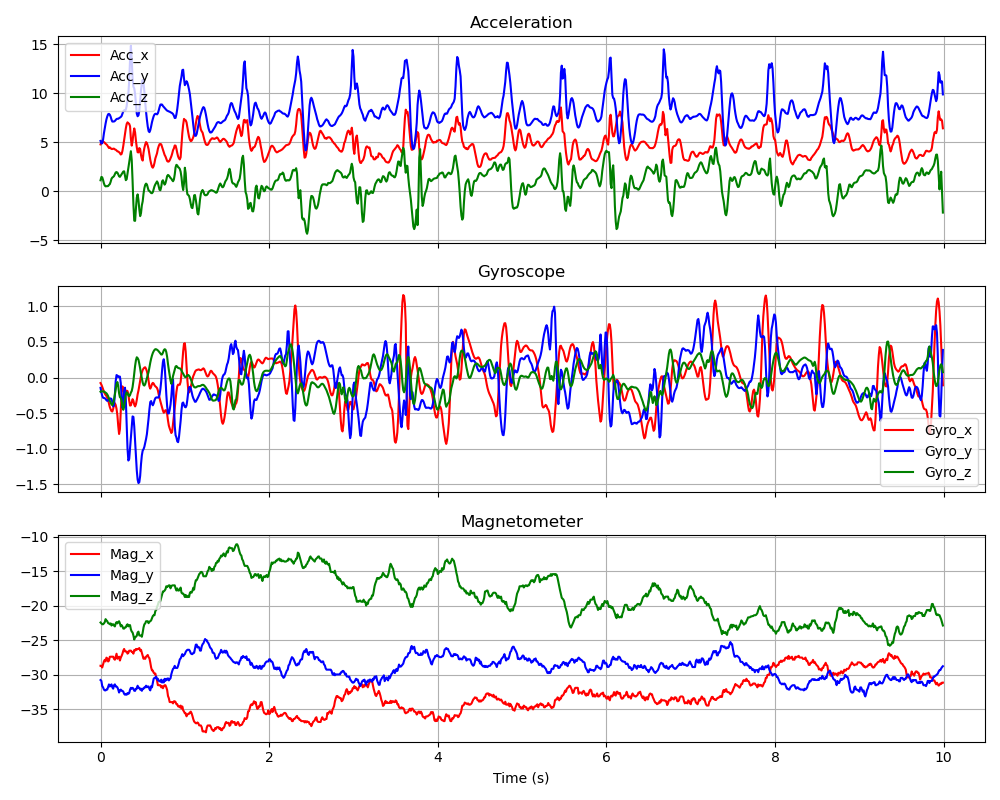 Acceleration
15
10
5
0
−5
Acc_x
Acc_y
Acc_z
Gyroscope
1.0
0.5
0.0
−0.5
−1.0
−1.5
Gyro_x
Gyro_y
Gyro_z
Magnetometer
−10
−15
−20
−25
−30
−35
Mag_x
Mag_y
Mag_z
0 2 4 6 8 10
Time (s)